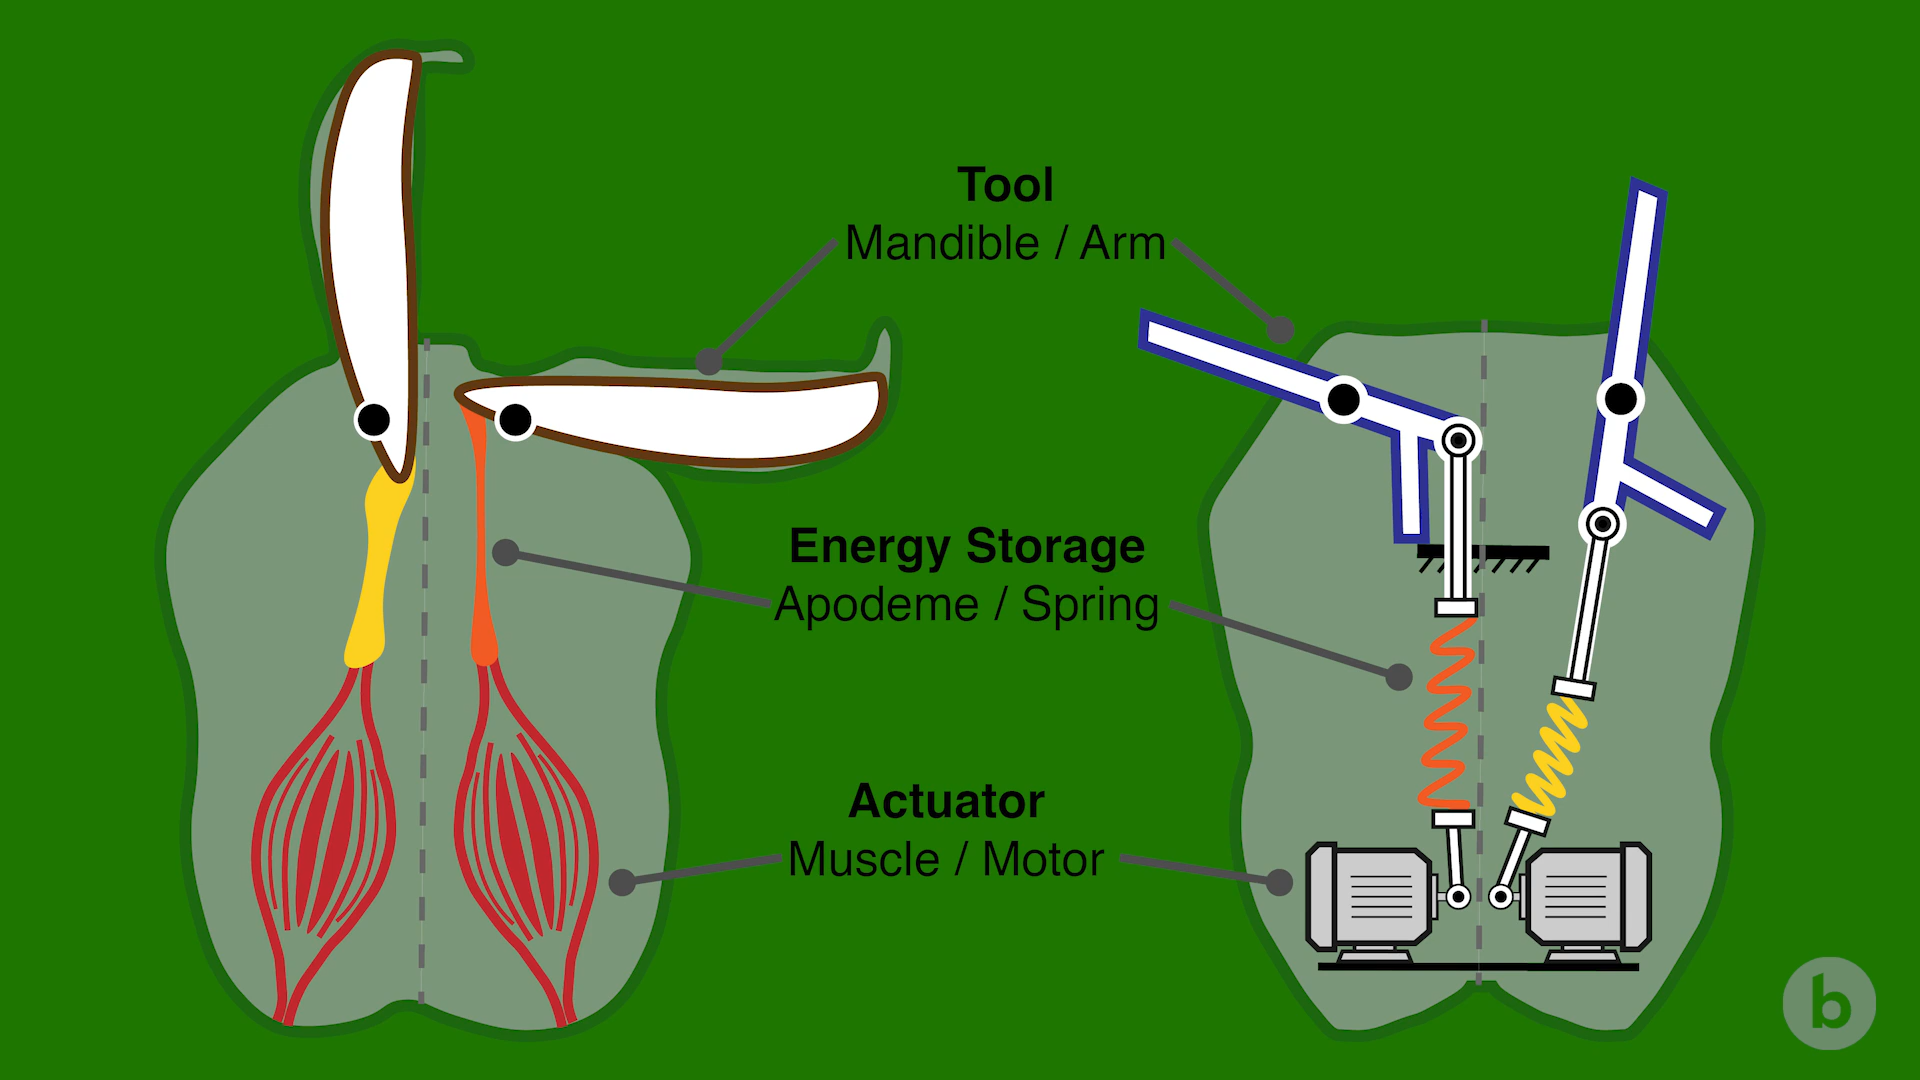 Tool
Mandible / Arm
Energy Storage
Apodeme / Spring
Actuator
Muscle / Motor
b